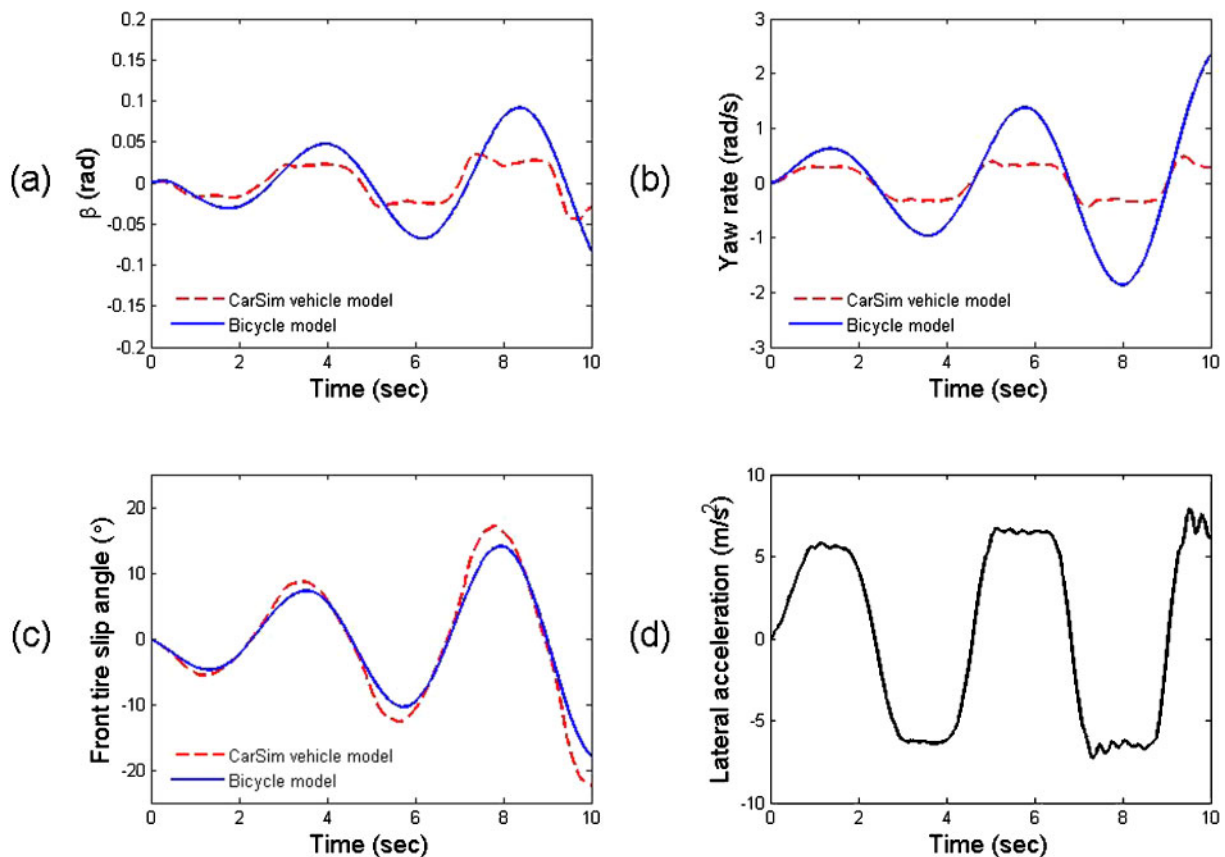 (a)
β (rad)
0.2
0.15
0.1
0.05
0
-0.05
-0.1
-0.15
-0.2
CarSim vehicle model
Bicycle model
0 2 4 6 8 10
Time (sec)
(b)
Yaw rate (rad/s)
3
2
1
0
-1
-2
-3
CarSim vehicle model
Bicycle model
0 2 4 6 8 10
Time (sec)
(c)
Front tire slip angle (°)
20
10
0
-10
-20
CarSim vehicle model
Bicycle model
0 2 4 6 8 10
Time (sec)
(d)
Lateral acceleration (m/s²)
10
5
0
-5
-10
0 2 4 6 8 10
Time (sec)